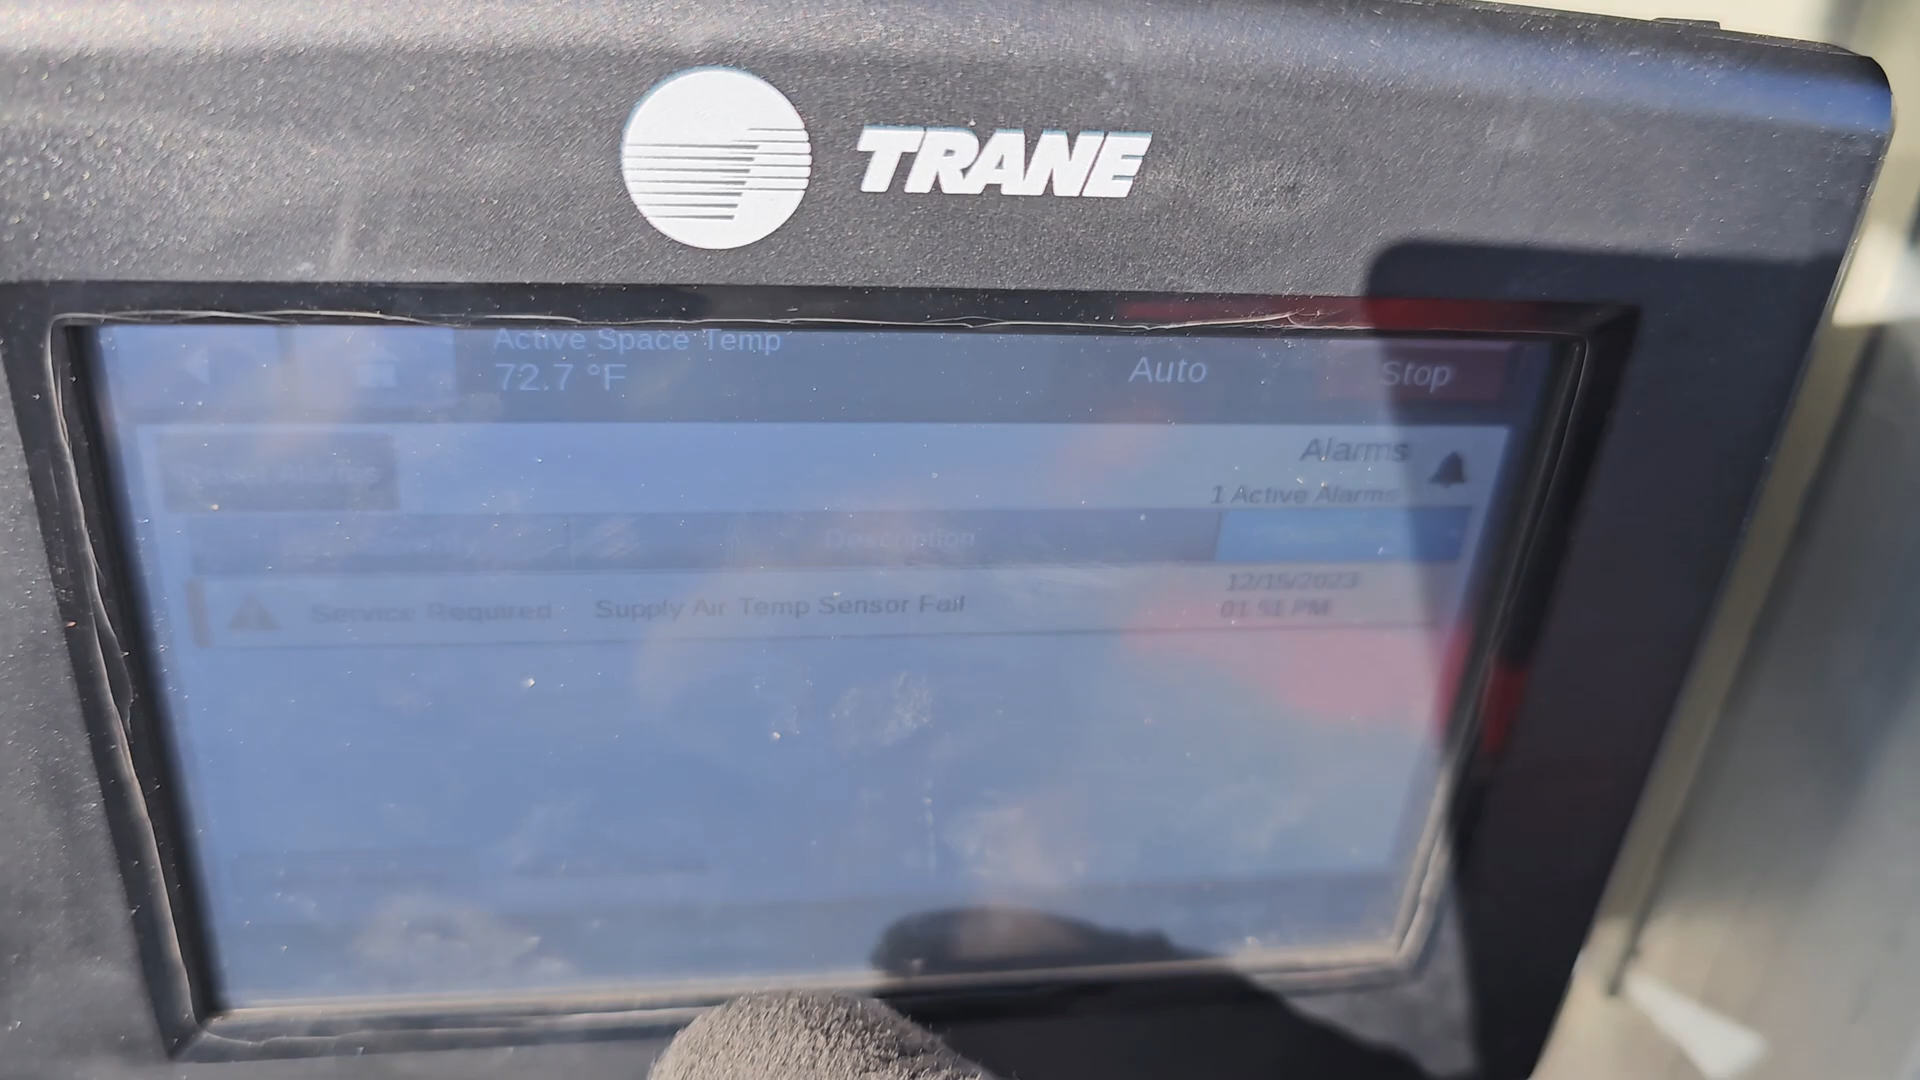 TRANE
Active Space Temp
72.7 °F
Auto
Stop
Alarms
1 Active Alarms
Description
Service Required
Supply Air Temp Sensor Fail
12/15/2023
01:51 PM